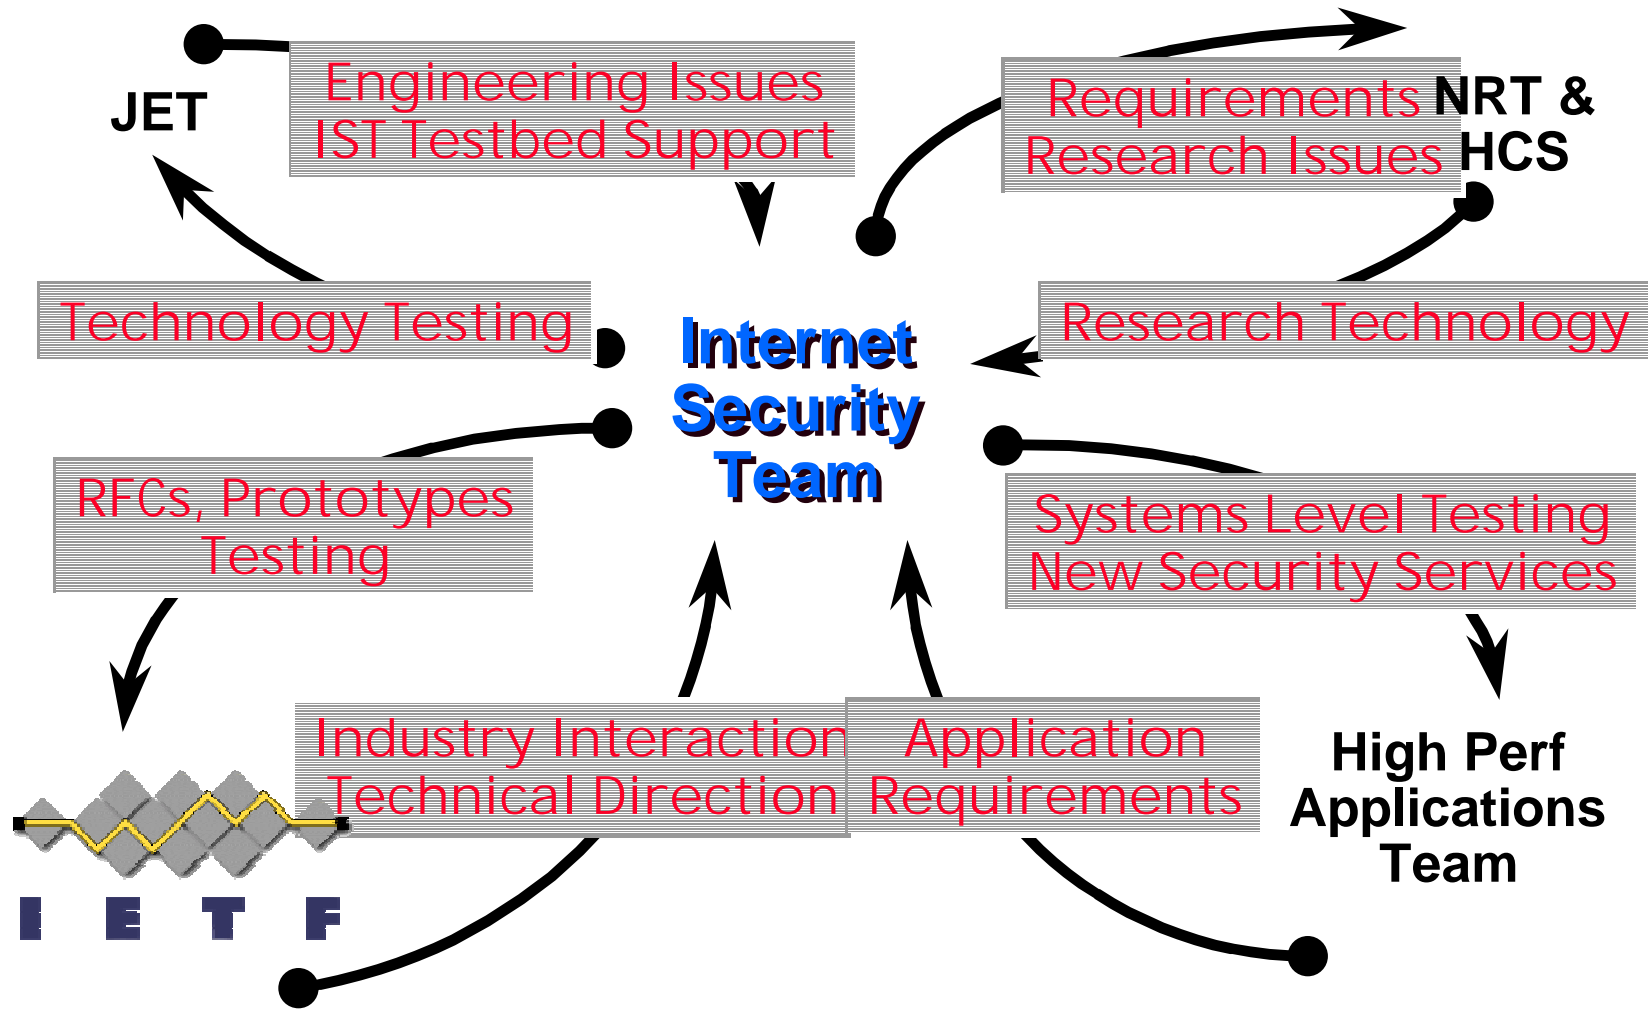 JET
Engineering Issues
IST Testbed Support
Requirements
Research Issues
NRT &
HCS
Technology Testing
Research Technology
Internet
Security
Team
RFCs, Prototypes
Testing
Systems Level Testing
New Security Services
Industry Interaction
Technical Direction
Application
Requirements
High Perf
Applications
Team
I E T F